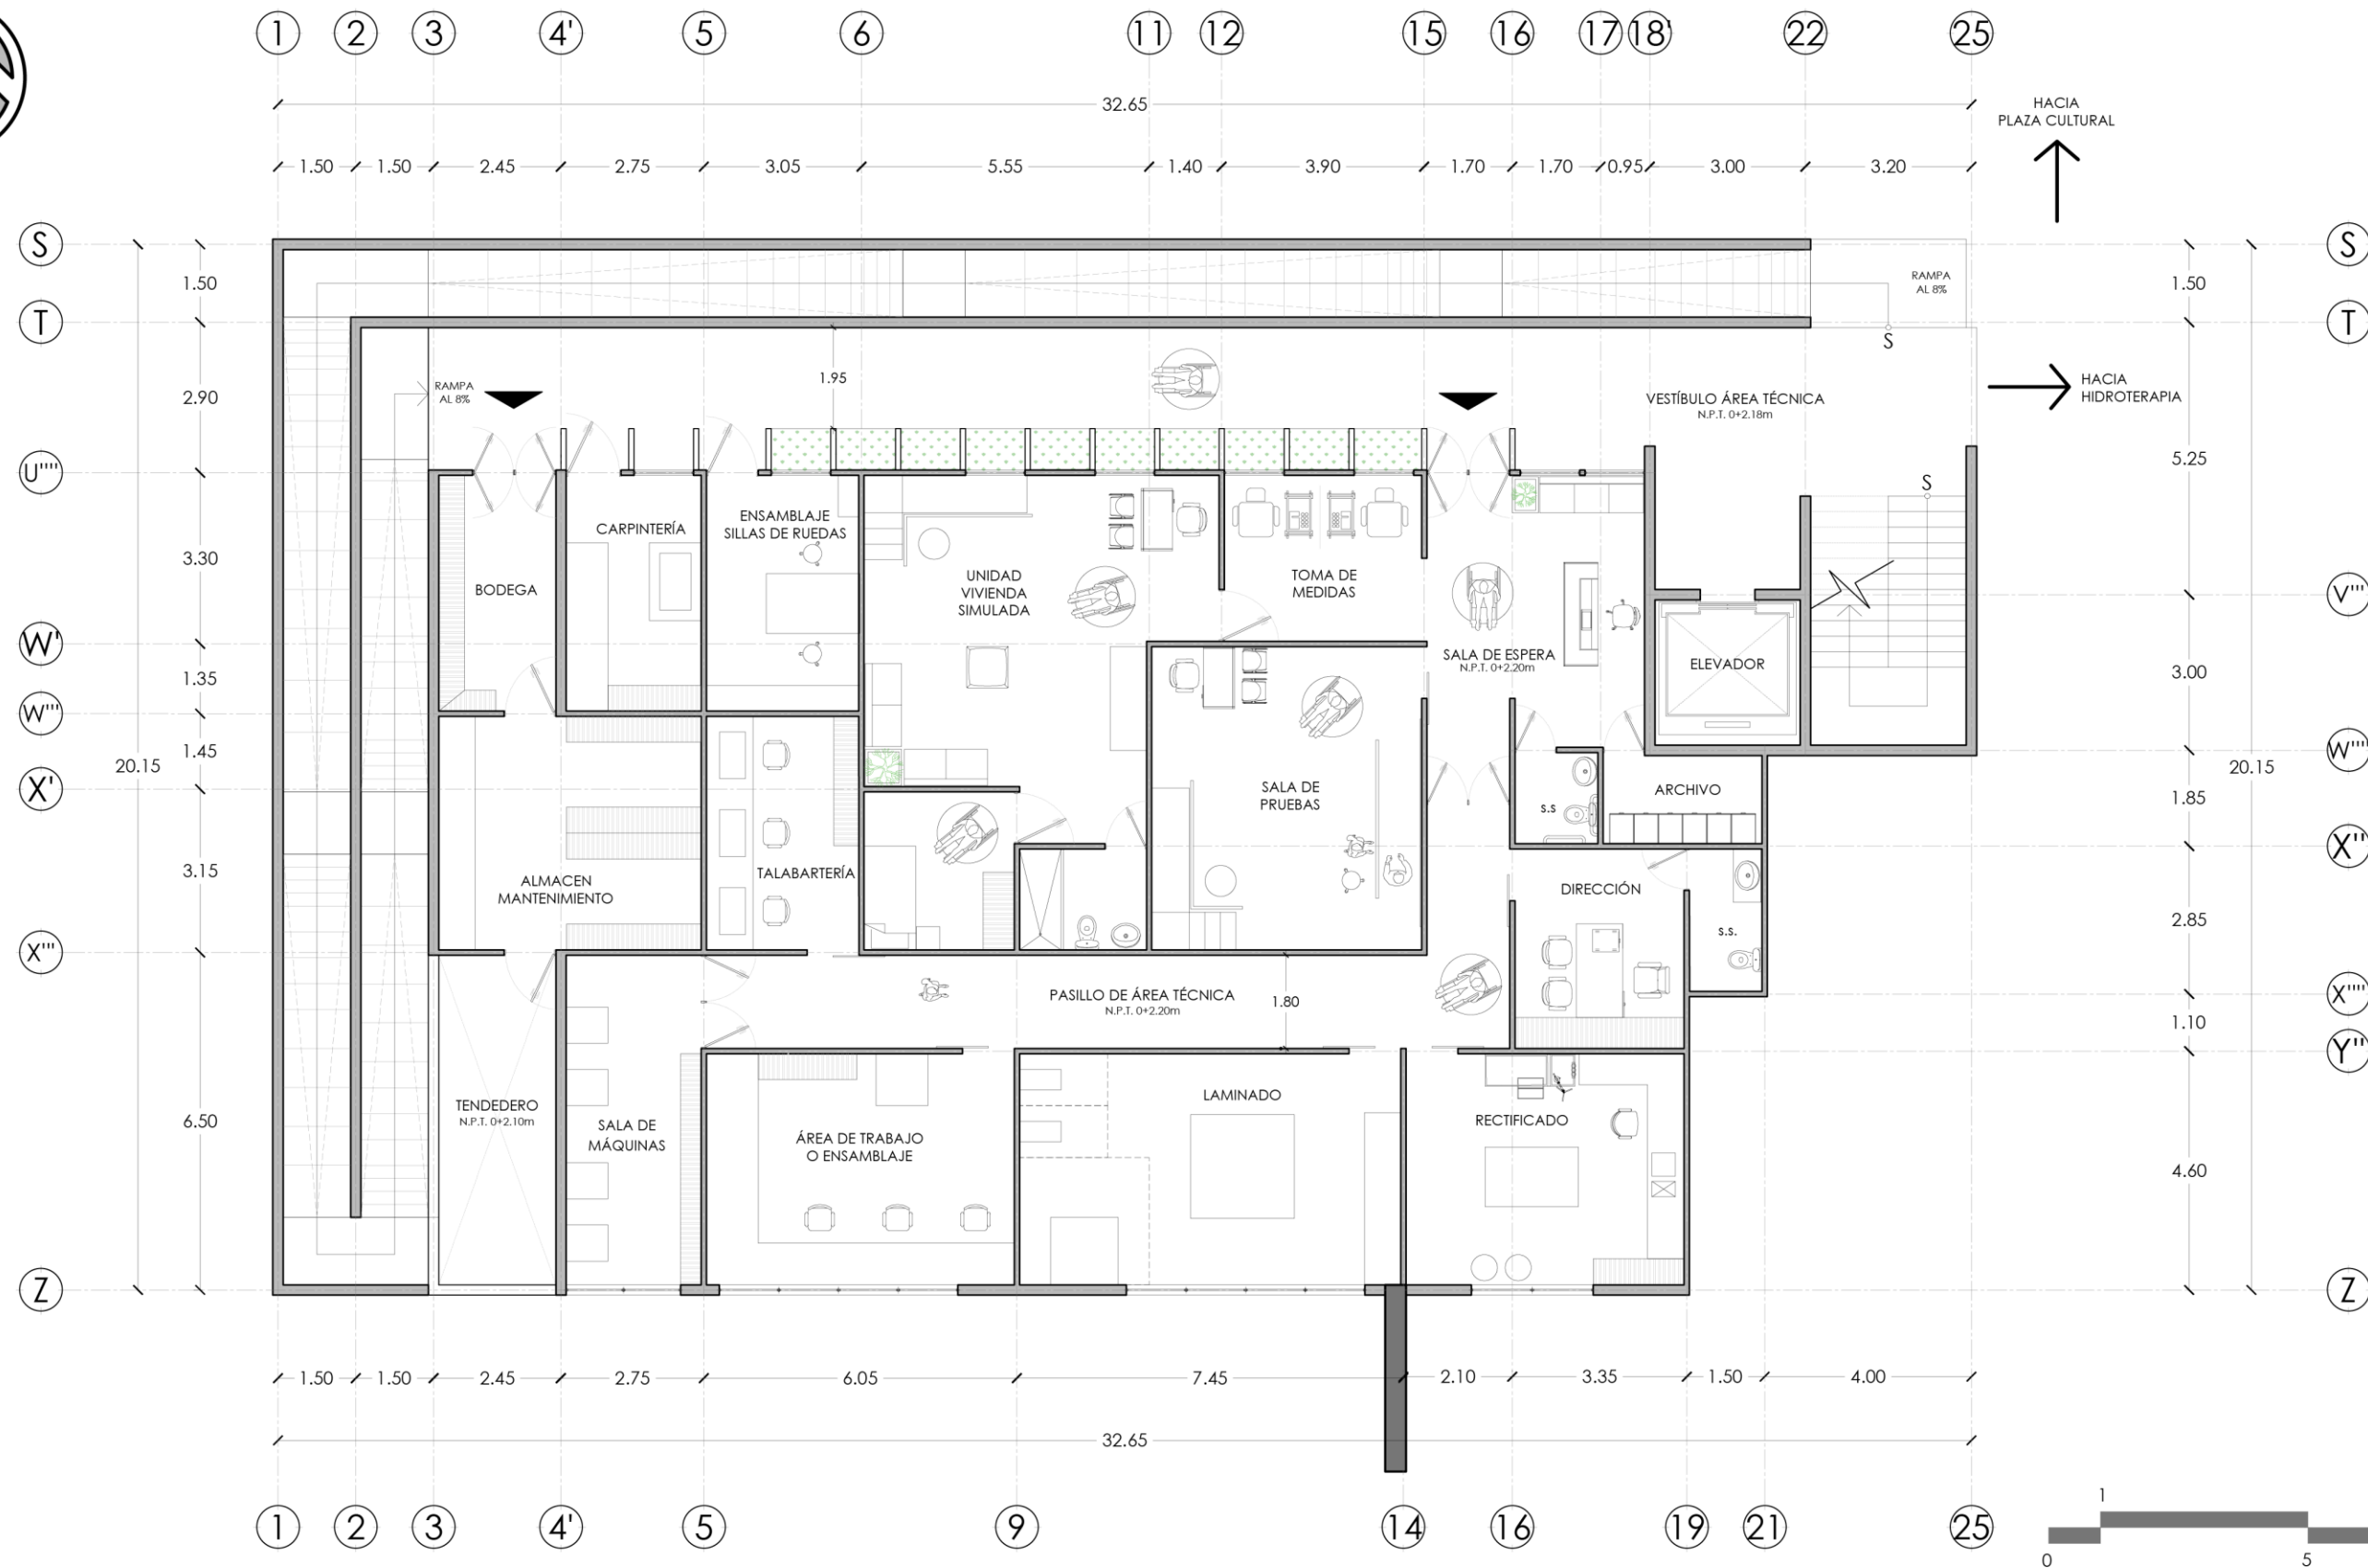 1 2 3 4' 5 6 11 12 15 16 17 18' 22 25
32.65
HACIA
PLAZA CULTURAL
1.50 1.50 2.45 2.75 3.05 5.55 1.40 3.90 1.70 1.70 0.95 3.00 3.20
S S
1.50 RAMPA
AL 8% 1.50
T T
S
RAMPA
AL 8%
1.95
2.90
VESTÍBULO ÁREA TÉCNICA
N.P.T. 0+2.18m
HACIA
HIDROTERAPIA
5.25
U''''
S
CARPINTERÍA
ENSAMBLAJE
SILLAS DE RUEDAS
3.30
BODEGA
UNIDAD
VIVIENDA
SIMULADA
TOMA DE
MEDIDAS
V'''
W'
SALA DE ESPERA
N.P.T. 0+2.20m
ELEVADOR
1.35
3.00
W'''
1.45
W''''
20.15
20.15
X'
SALA DE
PRUEBAS
s.s
ARCHIVO
1.85
X''
3.15
ALMACEN
MANTENIMIENTO
TALABARTERÍA
DIRECCIÓN
2.85
s.s.
X'''
PASILLO DE ÁREA TÉCNICA
N.P.T. 0+2.20m
1.80
X''''
1.10
Y''
TENDEDERO
N.P.T. 0+2.10m
6.50
SALA DE
MÁQUINAS
ÁREA DE TRABAJO
O ENSAMBLAJE
LAMINADO
RECTIFICADO
4.60
Z Z
1.50 1.50 2.45 2.75 6.05 7.45 2.10 3.35 1.50 4.00
32.65
1 2 3 4' 5 9 14 16 19 21 25
1
0 5